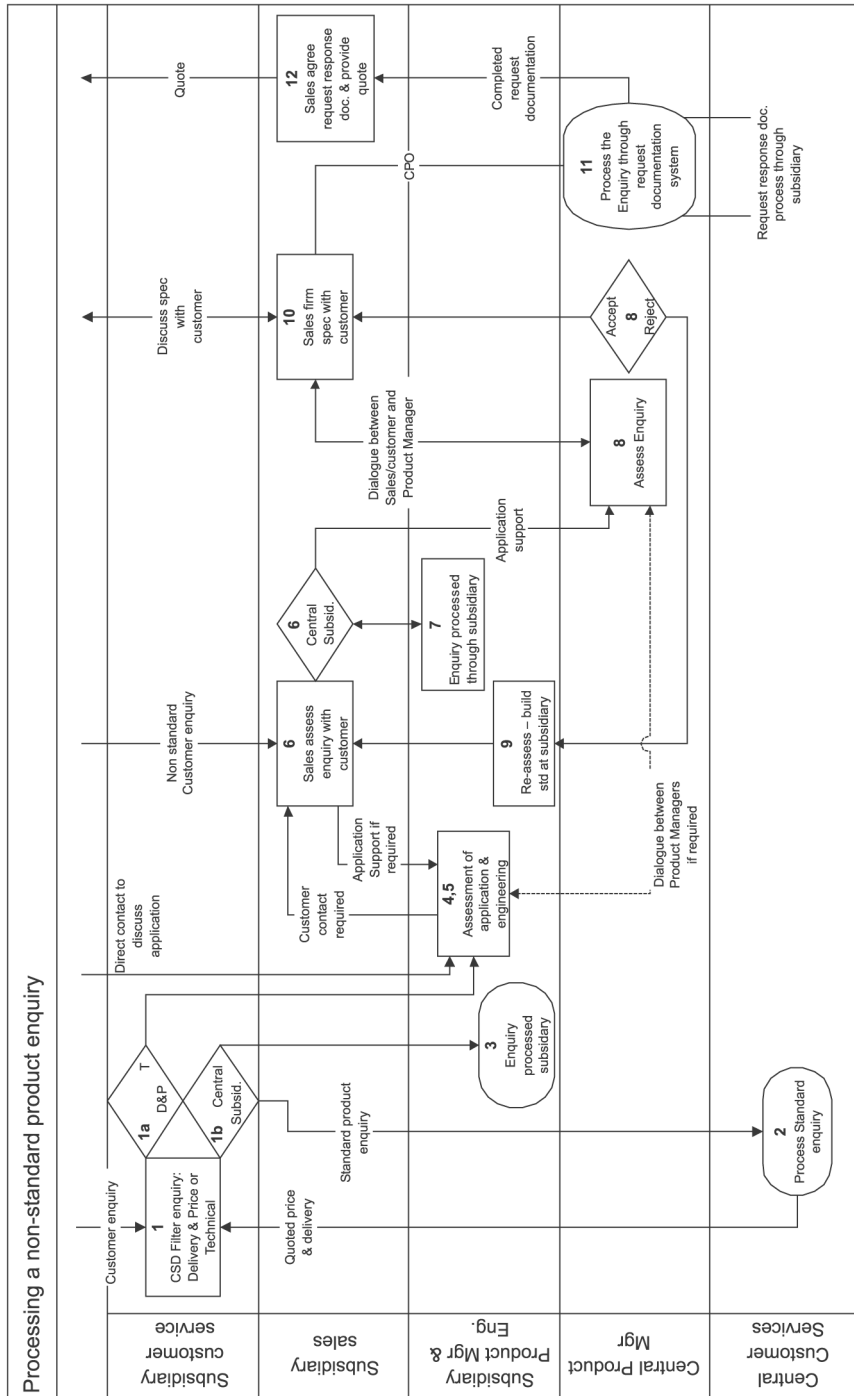 Processing a non-standard product enquiry
Subsidiary
customer
service
Customer enquiry
1
CSD Filter enquiry:
Delivery & Price or
Technical
1a
T
D&P
1b
Central
Subsid.
Direct contact to
discuss
application
Non standard
Customer enquiry
Discuss spec
with
customer
Quote
Subsidiary
sales
Quoted price
& delivery
Standard product
enquiry
Customer
contact
required
Application
Support if
required
6
Sales assess
enquiry with
customer
6
Central
Subsid.
Dialogue between
Sales/customer and
Product Manager
10
Sales firm
spec with
customer
CPO
12
Sales agree
request response
doc. & provide
quote
Subsidiary
Product Mgr &
Eng.
3
Enquiry
processed
subsidiary
4,5
Assessment of
application &
engineering
9
Re-assess – build
std at subsidiary
7
Enquiry processed
through subsidiary
Application
support
Completed
request
documentation
Central Product
Mgr
Dialogue between
Product Managers
if required
8
Assess Enquiry
Accept
8
Reject
11
Process the
Enquiry through
request
documentation
system
Central
Customer
Services
2
Process Standard
enquiry
Request response doc.
process through
subsidiary